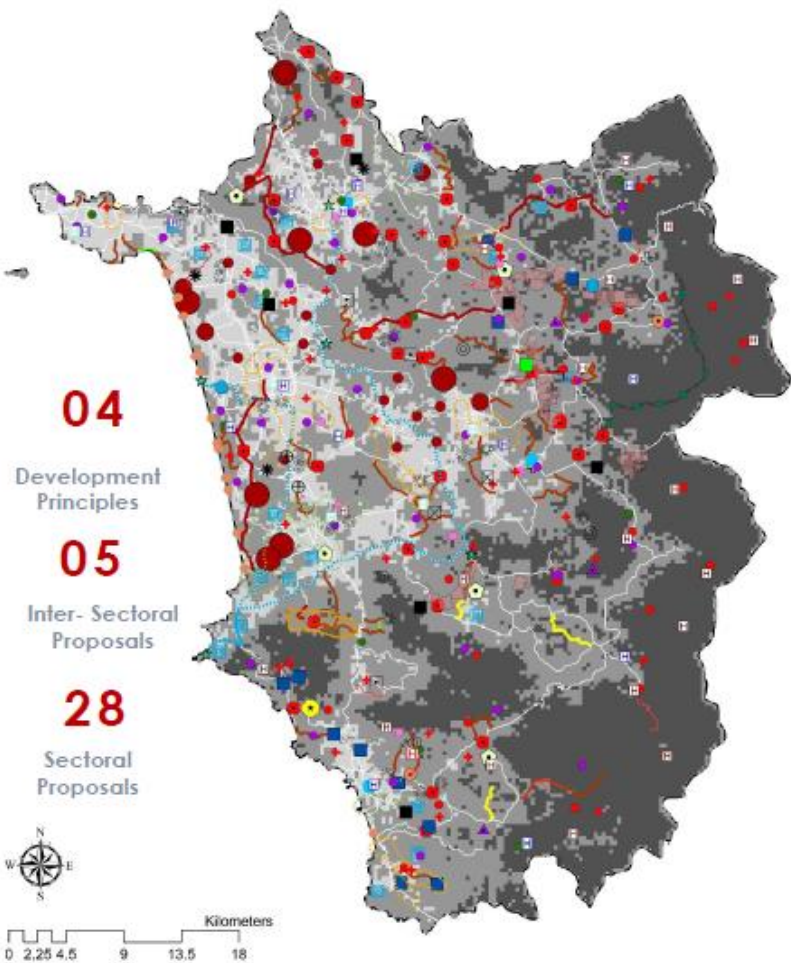 04
Development
Principles
05
Inter- Sectoral
Proposals
28
Sectoral
Proposals
N
W
E
S
Kilometers
0 2.25 4.5 9 13.5 18